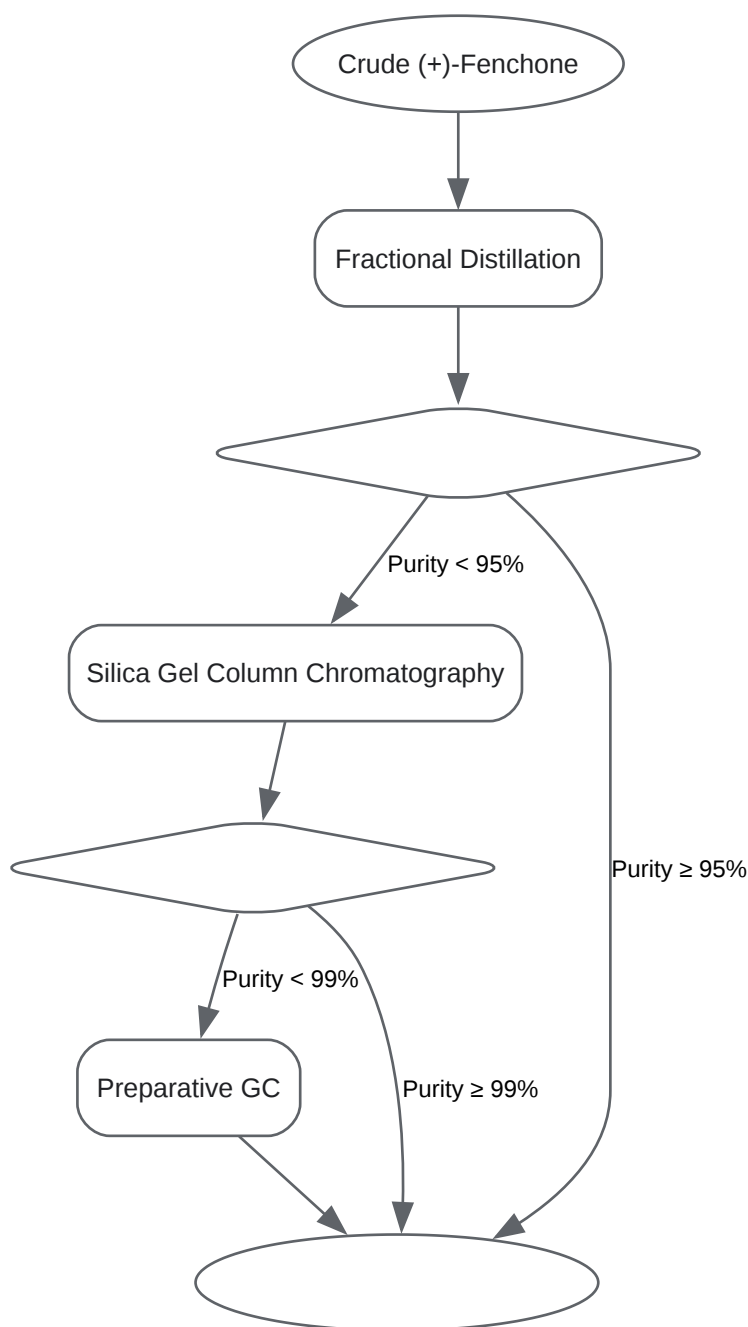 Crude (+)-Fenchone
Fractional Distillation
Purity < 95%
Silica Gel Column Chromatography
Purity ≥ 95%
Purity < 99%
Preparative GC
Purity ≥ 99%